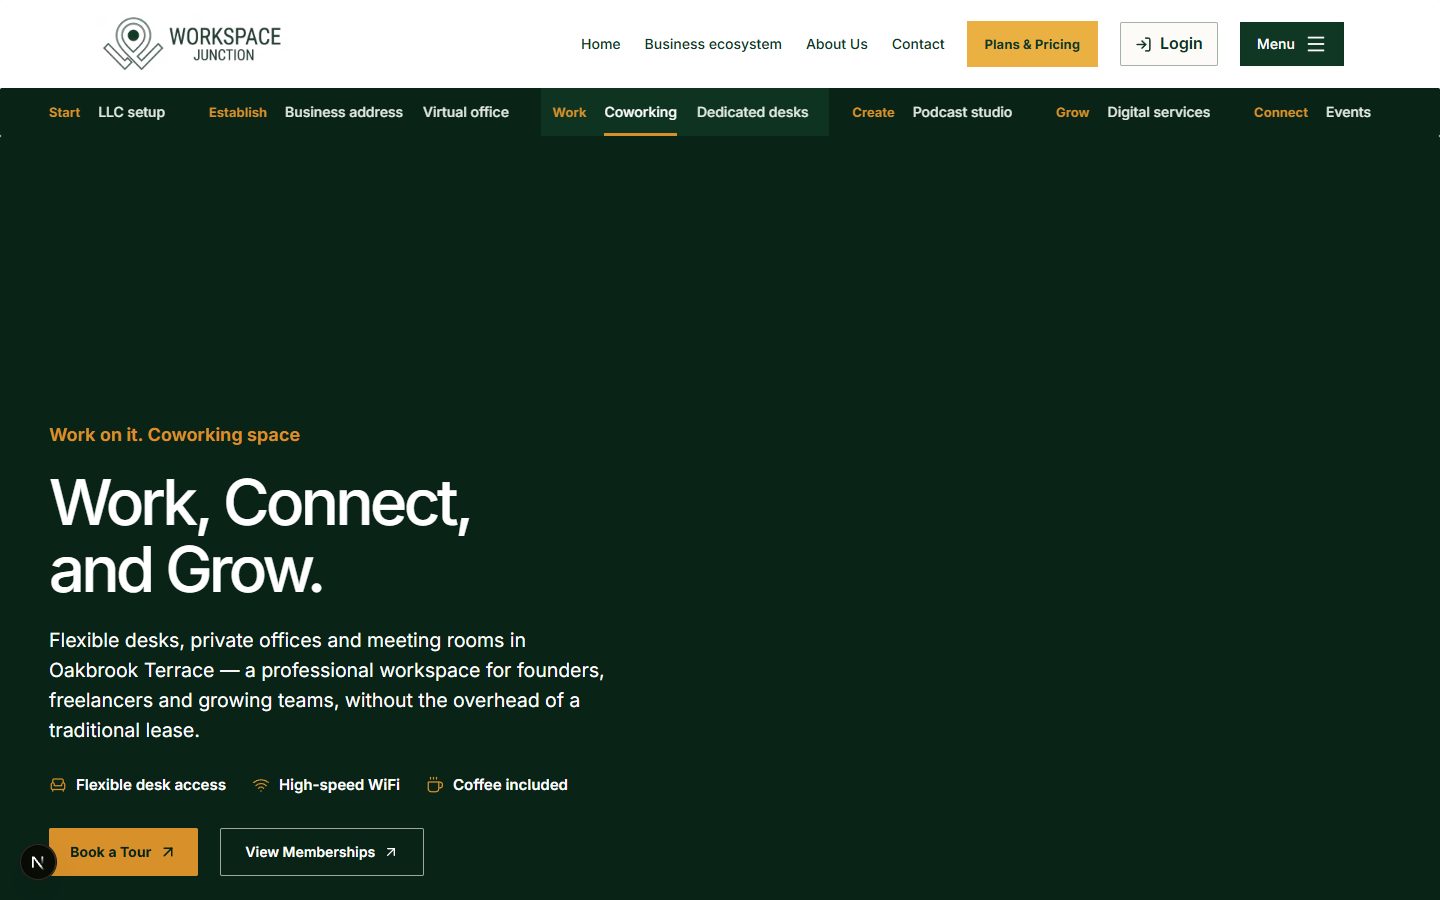 WORKSPACE
JUNCTION
Home Business ecosystem About Us Contact Plans & Pricing Login Menu
Start LLC setup Establish Business address Virtual office Work Coworking Dedicated desks Create Podcast studio Grow Digital services Connect Events
Work on it. Coworking space
Work, Connect,
and Grow.
Flexible desks, private offices and meeting rooms in
Oakbrook Terrace — a professional workspace for founders,
freelancers and growing teams, without the overhead of a
traditional lease.
Flexible desk access High-speed WiFi Coffee included
N Book a Tour View Memberships